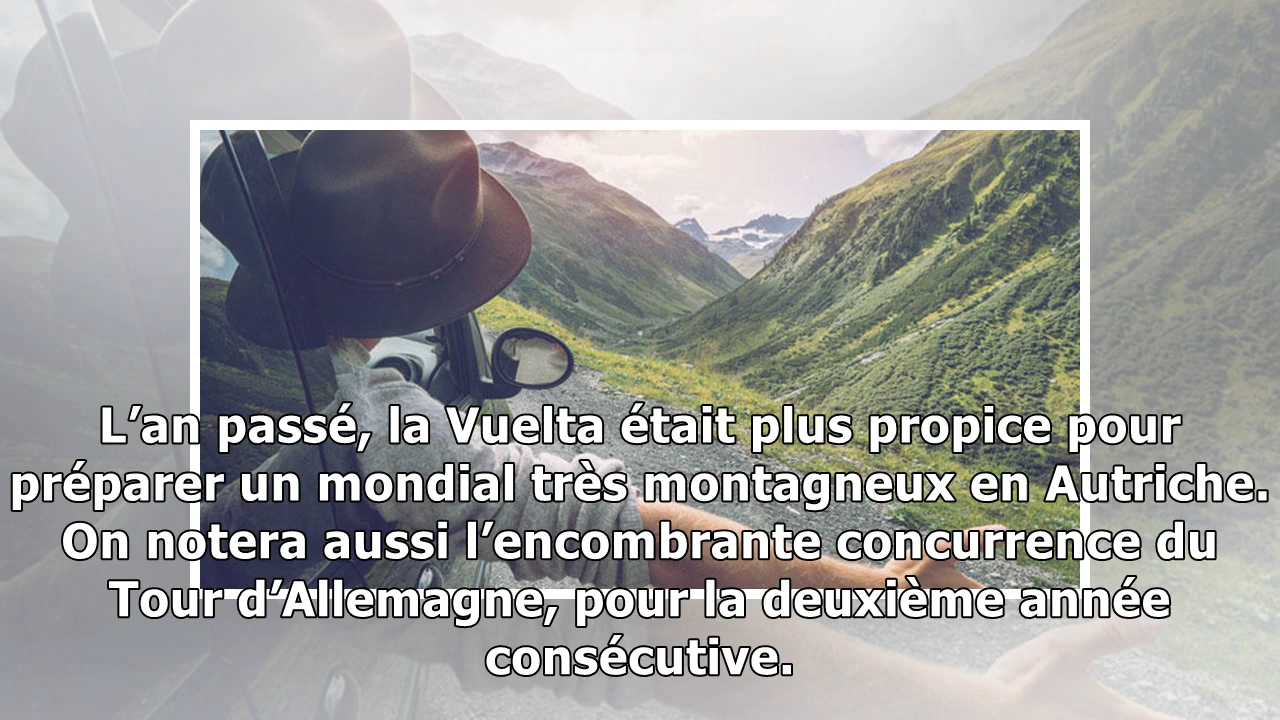 L’an passé, la Vuelta était plus propice pour
préparer un mondial très montagneux en Autriche.
On notera aussi l’encombrante concurrence du
Tour d’Allemagne, pour la deuxième année
consécutive.